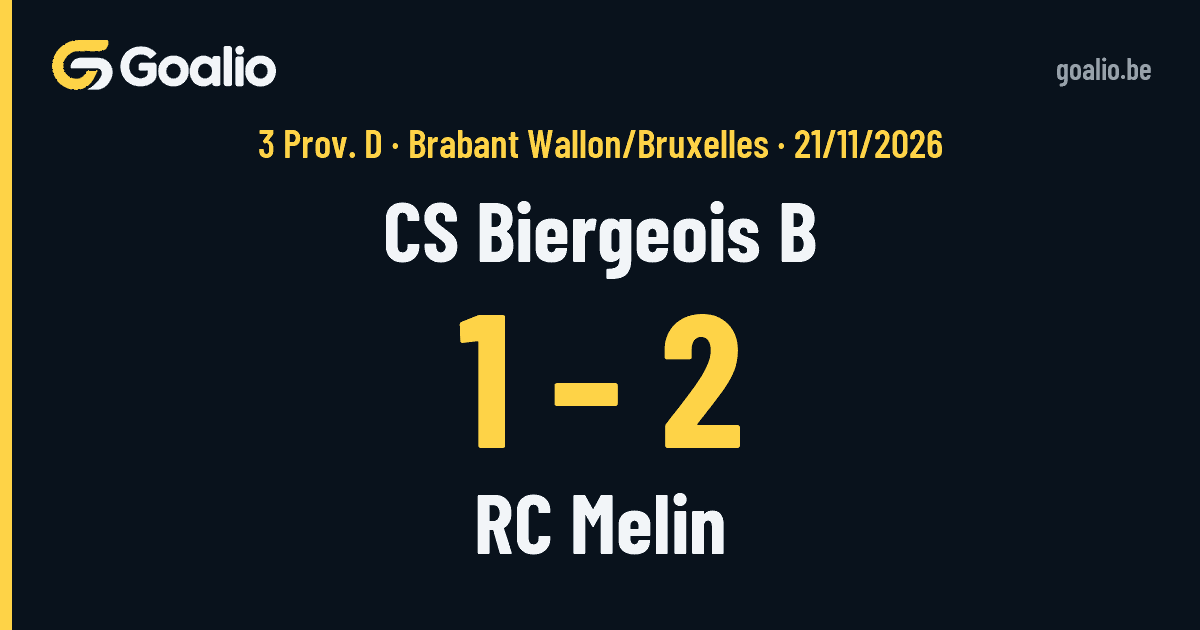 Goalio
goalio.be
3 Prov. D · Brabant Wallon/Bruxelles · 21/11/2026
CS Biergeois B
1 – 2
RC Melin